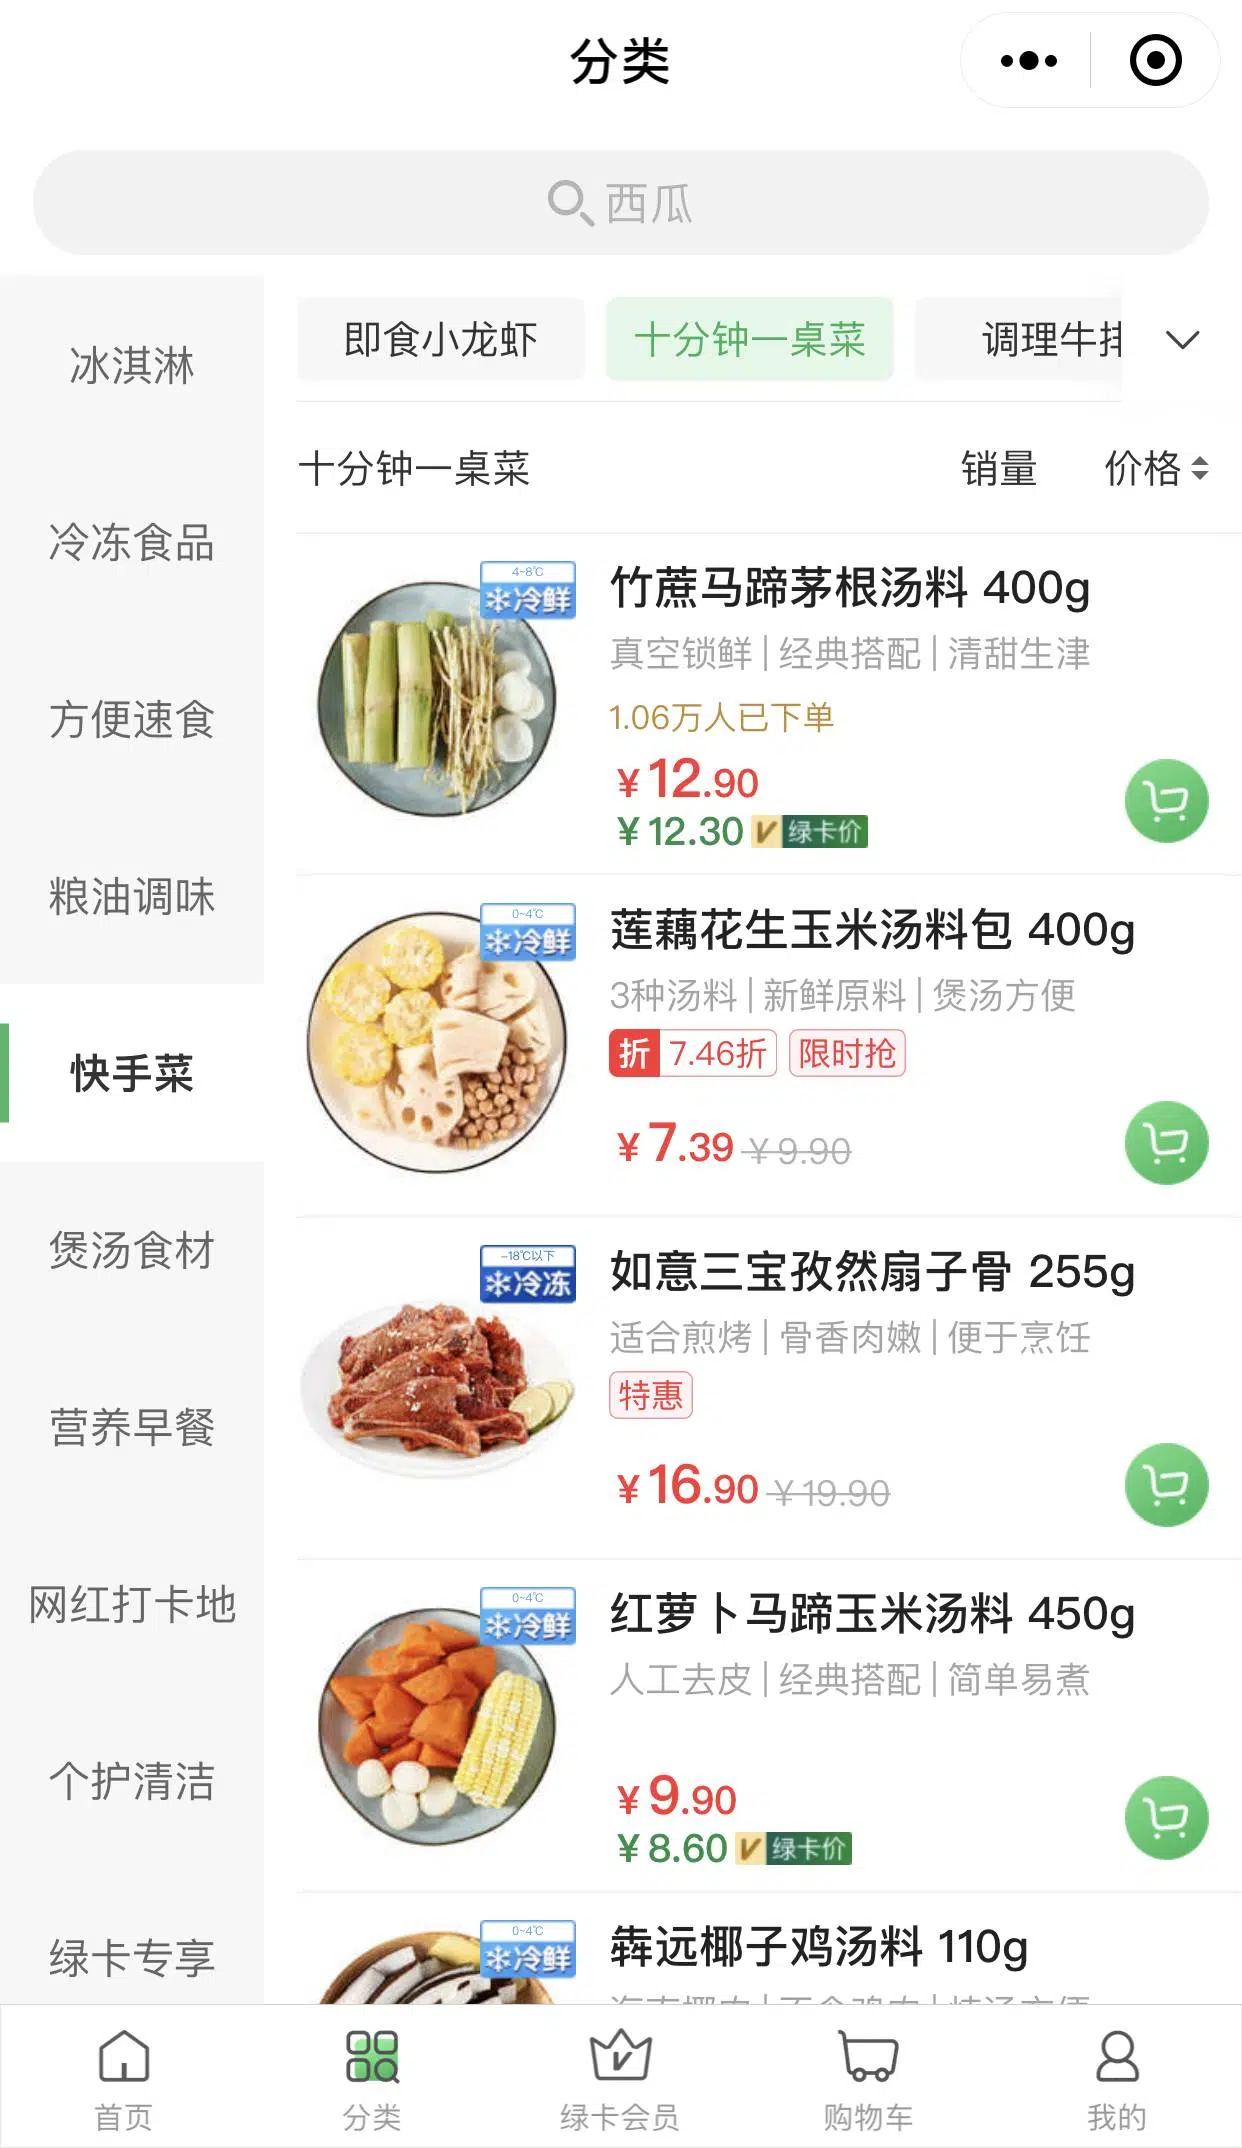 分类
西瓜
即食小龙虾
十分钟一桌菜
调理牛排
十分钟一桌菜
销量
价格
冰淇淋
冷冻食品
方便速食
粮油调味
快手菜
煲汤食材
营养早餐
网红打卡地
个护清洁
绿卡专享
4~8℃
冷鲜
竹蔗马蹄茅根汤料 400g
真空锁鲜|经典搭配|清甜生津
1.06万人已下单
¥12.90
¥12.30 绿卡价
0~4℃
冷鲜
莲藕花生玉米汤料包 400g
3种汤料|新鲜原料|煲汤方便
折 7.46折 限时抢
¥7.39 ¥9.90
-18℃以下
冷冻
如意三宝孜然扇子骨 255g
适合煎烤|骨香肉嫩|便于烹饪
特惠
¥16.90 ¥19.90
0~4℃
冷鲜
红萝卜马蹄玉米汤料 450g
人工去皮|经典搭配|简单易煮
¥9.90
¥8.60 绿卡价
0~4℃
冷鲜
犇远椰子鸡汤料 110g
首页
分类
绿卡会员
购物车
我的